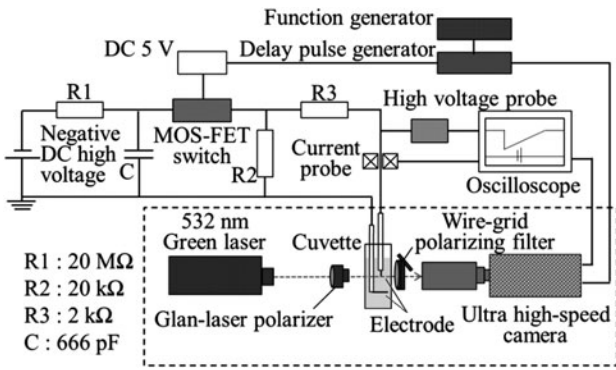 Function generator
DC 5 V
Delay pulse generator
R1
R3
High voltage probe
Negative
DC high
voltage
C
MOS-FET
switch
R2
Current
probe
Oscilloscope
532 nm
Green laser
Cuvette
Wire-grid
polarizing filter
R1 : 20 MΩ
R2 : 20 kΩ
R3 : 2 kΩ
C : 666 pF
Glan-laser polarizer
Electrode
Ultra high-speed
camera